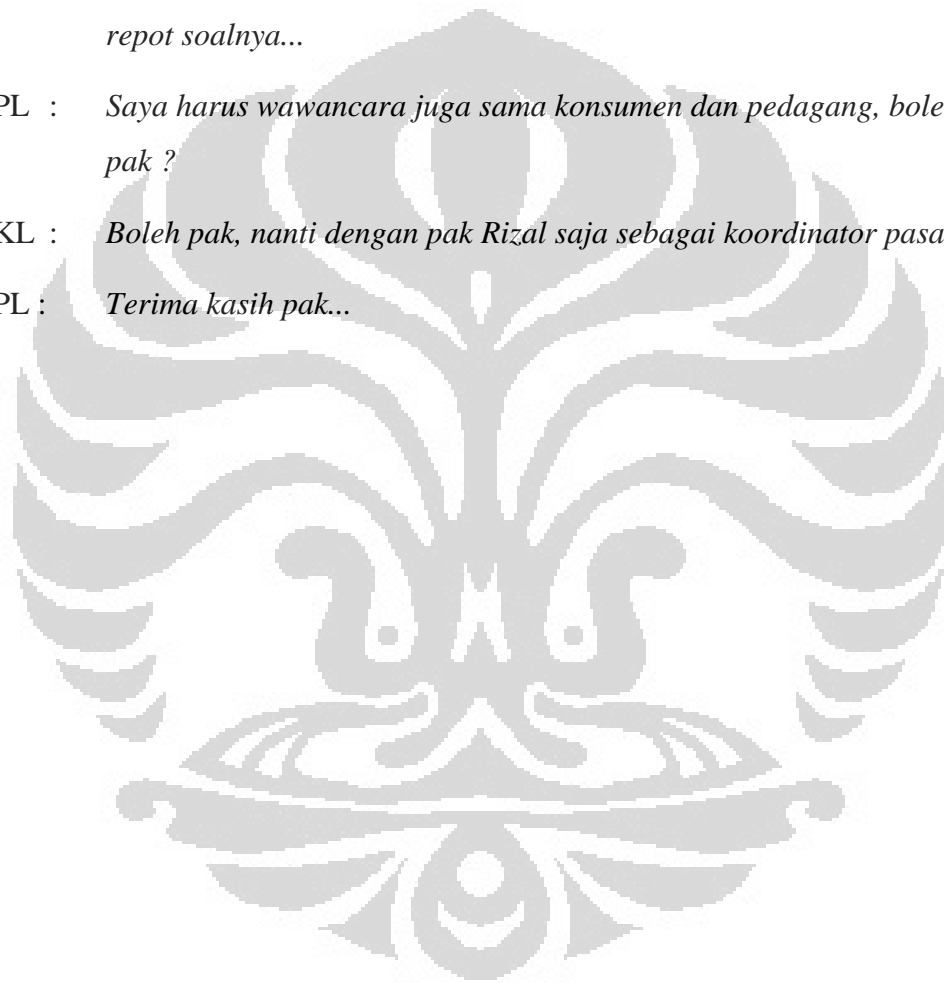 repot soalnya...
PL : Saya harus wawancara juga sama konsumen dan pedagang, bole
pak ?
KL : Boleh pak, nanti dengan pak Rizal saja sebagai koordinator pasa
PL : Terima kasih pak...